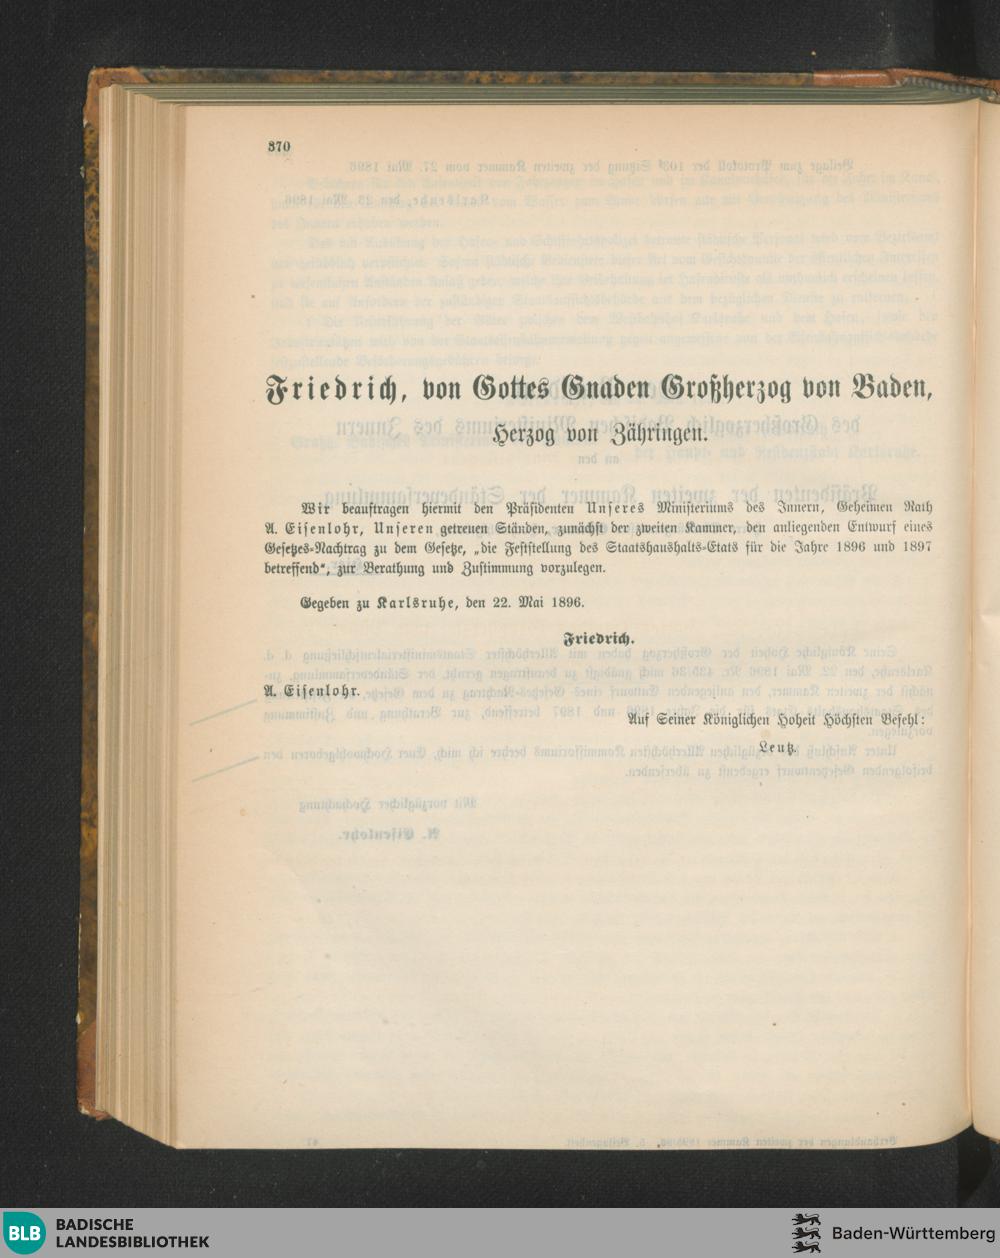 370
Friedrich, von Gottes Gnaden Großherzog von Baden,
Herzog von Zähringen.
Wir beauftragen hiermit den Präsidenten Unseres Ministeriums des Innern, Geheimen Rath
A. Eisenlohr, Unseren getreuen Ständen, zunächst der zweiten Kammer, den anliegenden Entwurf eines
Gesetzes-Nachtrag zu dem Gesetze, „die Feststellung des Staatshaushalts-Etats für die Jahre 1896 und 1897
betreffend“, zur Berathung und Zustimmung vorzulegen.
Gegeben zu Karlsruhe, den 22. Mai 1896.
Friedrich.
A. Eisenlohr.
Auf Seiner Königlichen Hoheit Höchsten Befehl:
Leutz.
BLB BADISCHE
LANDESBIBLIOTHEK
Baden-Württemberg